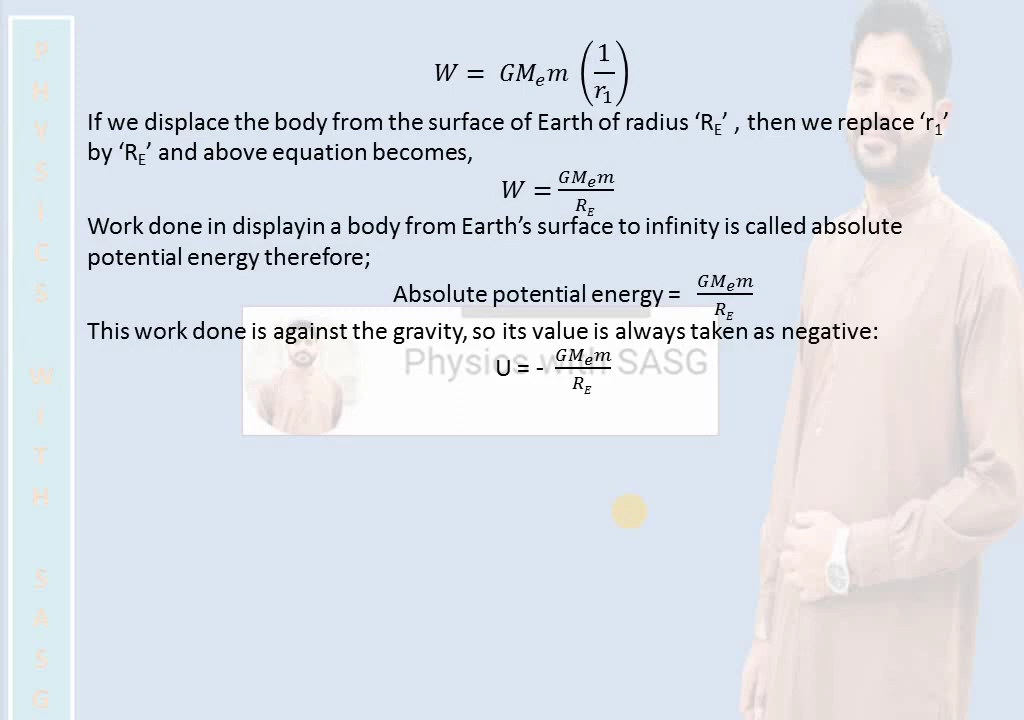 W = GMₑm (1/r₁)
If we displace the body from the surface of Earth of radius ‘R_E’ , then we replace ‘r₁’
by ‘R_E’ and above equation becomes,
W = GMₑm/R_E
Work done in displayin a body from Earth’s surface to infinity is called absolute
potential energy therefore;
Absolute potential energy = GMₑm/R_E
This work done is against the gravity, so its value is always taken as negative:
U = - GMₑm/R_E
Physics with SASG
PHYSICS WITH SASG